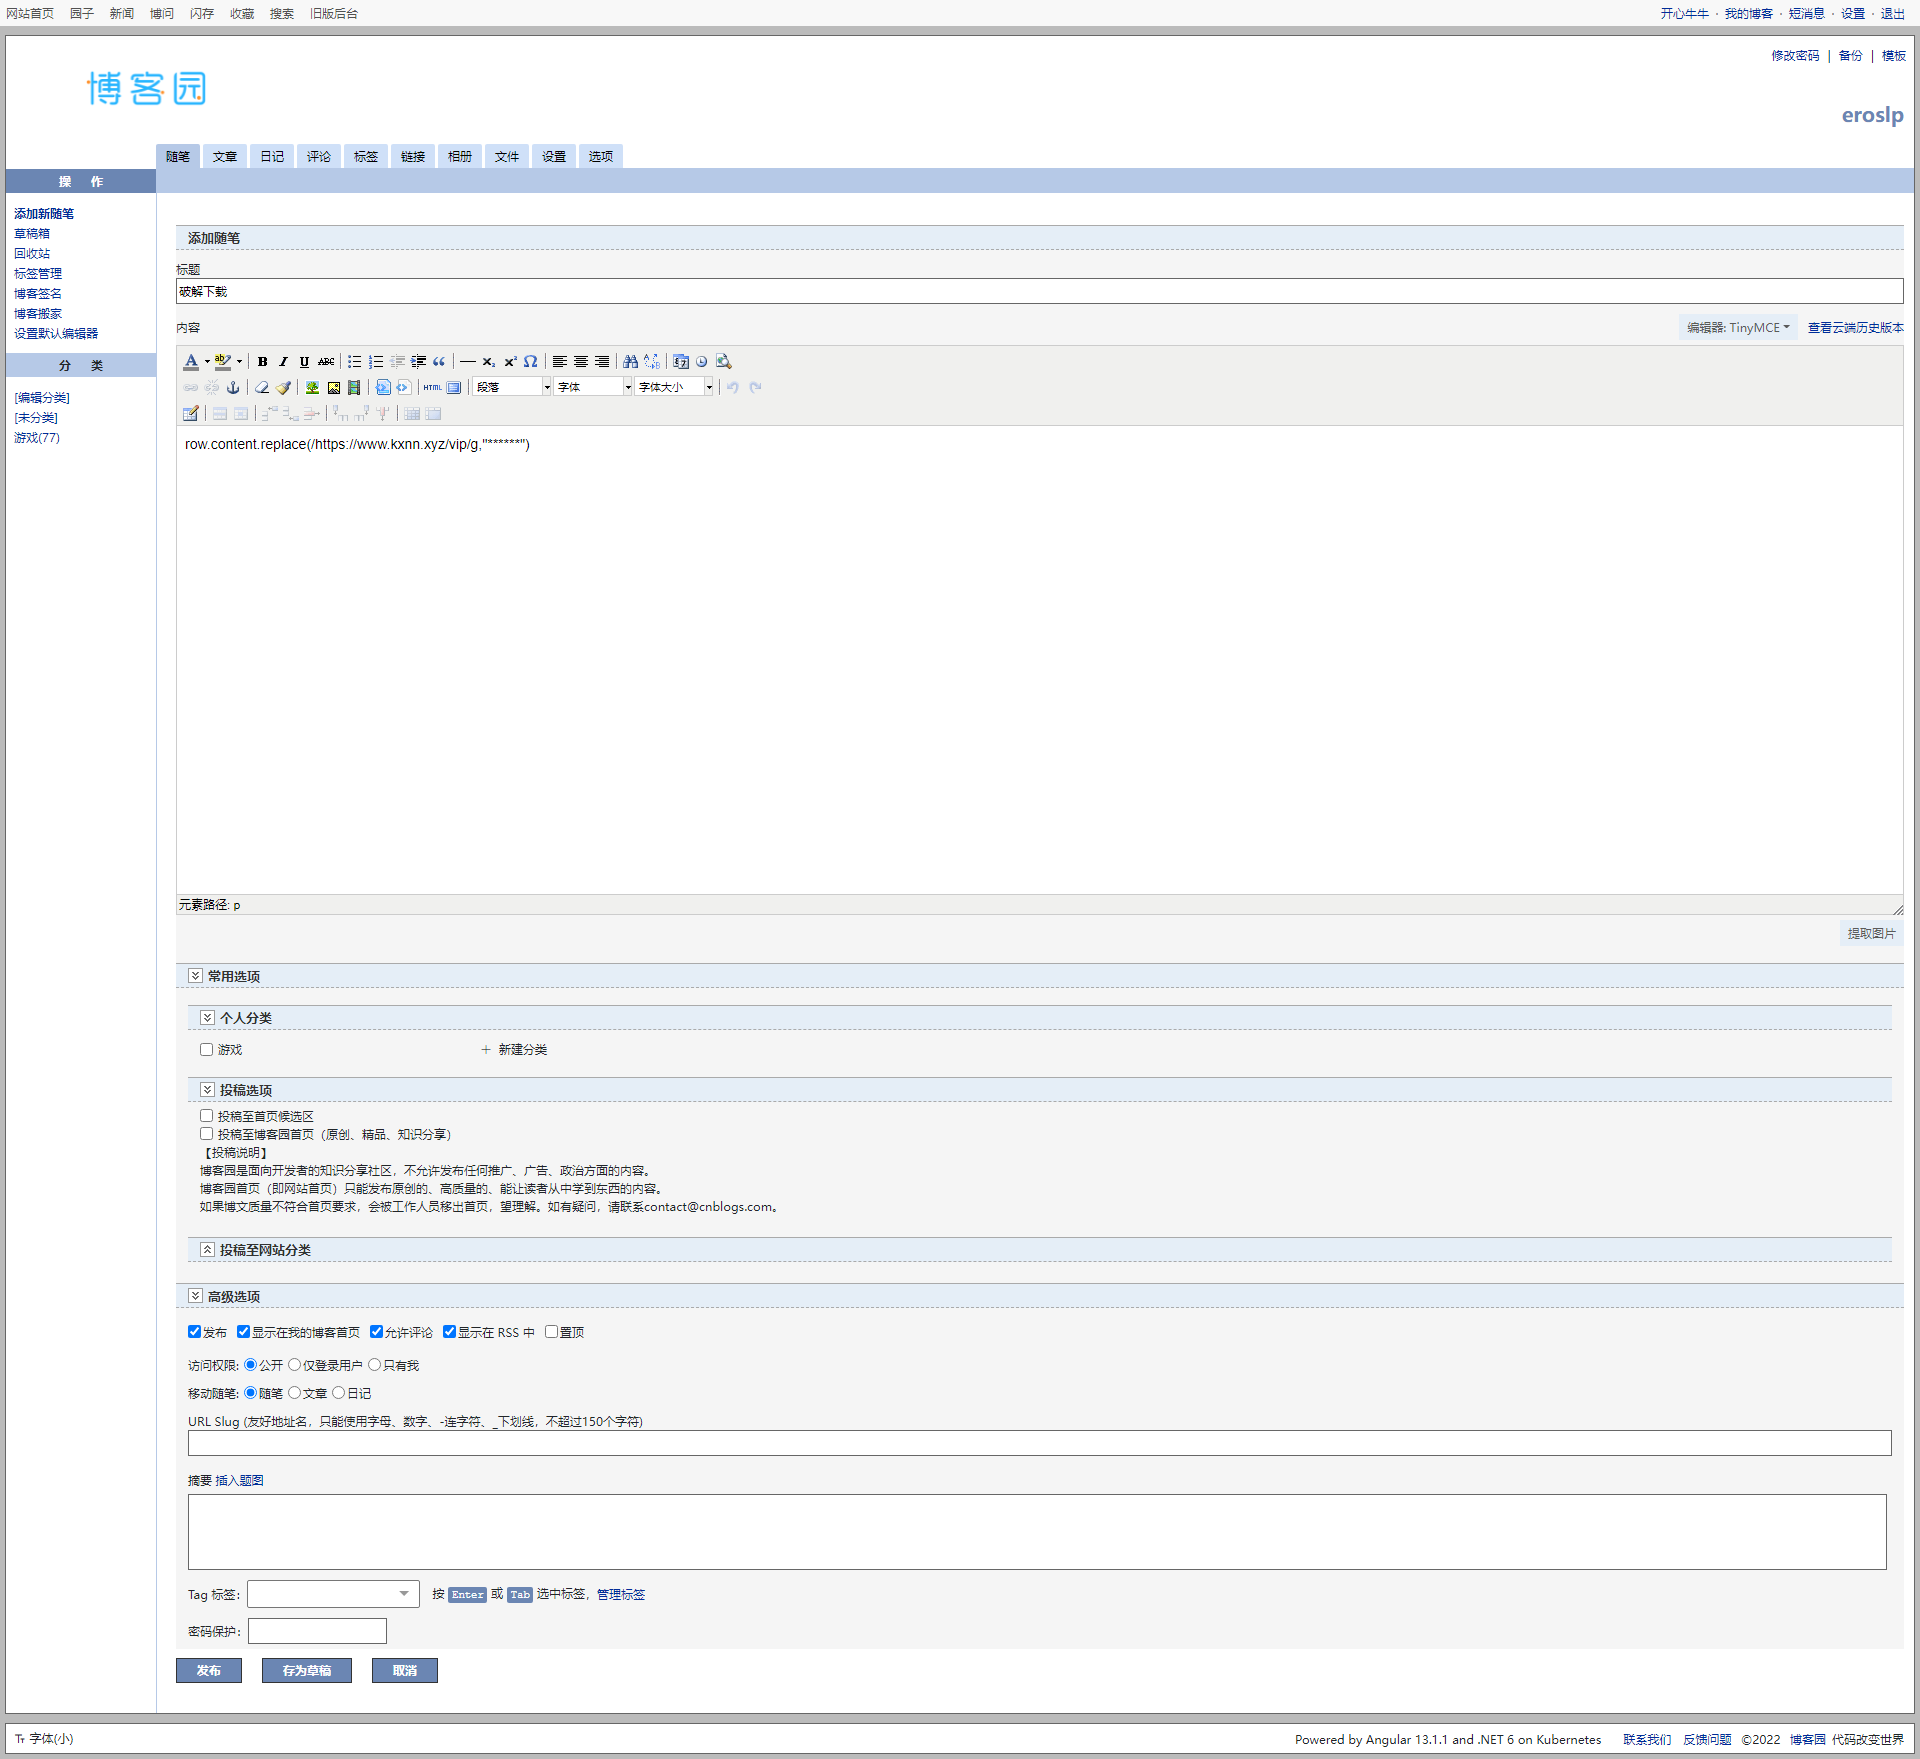 网站首页 园子 新闻 博问 闪存 收藏 搜索 旧版后台 开心牛牛 · 我的博客 · 短消息 · 设置 · 退出
修改密码 | 备份 | 模板
博客园
eroslp
随笔 文章 日记 评论 标签 链接 相册 文件 设置 选项
操 作
添加新随笔
草稿箱
回收站
标签管理
博客签名
博客搬家
设置默认编辑器
分 类
[编辑分类]
[未分类]
游戏(77)
添加随笔
标题
破解下载
内容 编辑器: TinyMCE 查看云端历史版本
A ab B I U ABC
HTML 段落 字体 字体大小
row.content.replace(/https://www.kxnn.xyz/vip/g,"******")
元素路径: p
提取图片
常用选项
个人分类
游戏 + 新建分类
投稿选项
投稿至首页候选区
投稿至博客园首页（原创、精品、知识分享）
【投稿说明】
博客园是面向开发者的知识分享社区，不允许发布任何推广、广告、政治方面的内容。
博客园首页（即网站首页）只能发布原创的、高质量的、能让读者从中学到东西的内容。
如果博文质量不符合首页要求，会被工作人员移出首页，望理解。如有疑问，请联系contact@cnblogs.com。
投稿至网站分类
高级选项
发布 显示在我的博客首页 允许评论 显示在 RSS 中 置顶
访问权限: 公开 仅登录用户 只有我
移动随笔: 随笔 文章 日记
URL Slug (友好地址名，只能使用字母、数字、-连字符、_下划线，不超过150个字符)
摘要 插入题图
Tag 标签： 按 Enter 或 Tab 选中标签，管理标签
密码保护：
发布 存为草稿 取消
字体(小) Powered by Angular 13.1.1 and .NET 6 on Kubernetes 联系我们 反馈问题 ©2022 博客园 代码改变世界